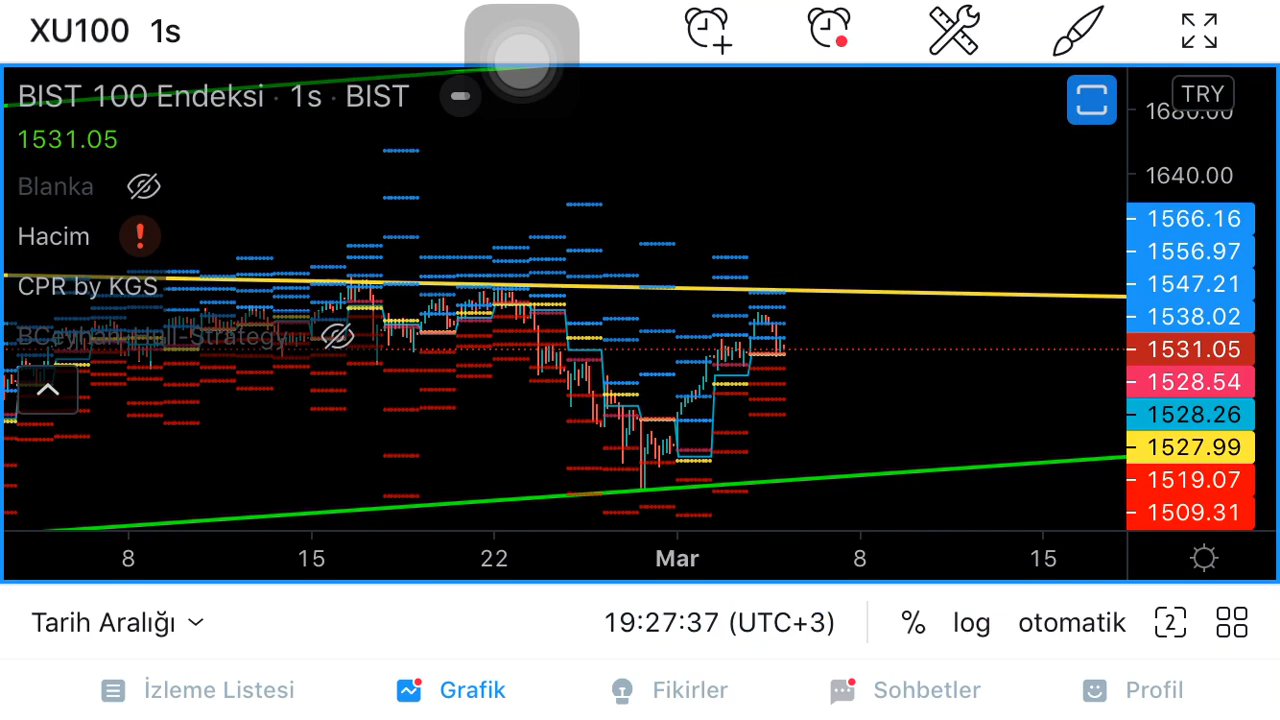 XU100 1s
BIST 100 Endeksi · 1s · BIST
TRY
1531.05
1680.00
Blanka
1640.00
Hacim
1566.16
1556.97
CPR by KGS
1547.21
1538.02
1531.05
1528.54
1528.26
1527.99
1519.07
1509.31
8 15 22 Mar 8 15
Tarih Aralığı 19:27:37 (UTC+3) % log otomatik 2
İzleme Listesi Grafik Fikirler Sohbetler Profil